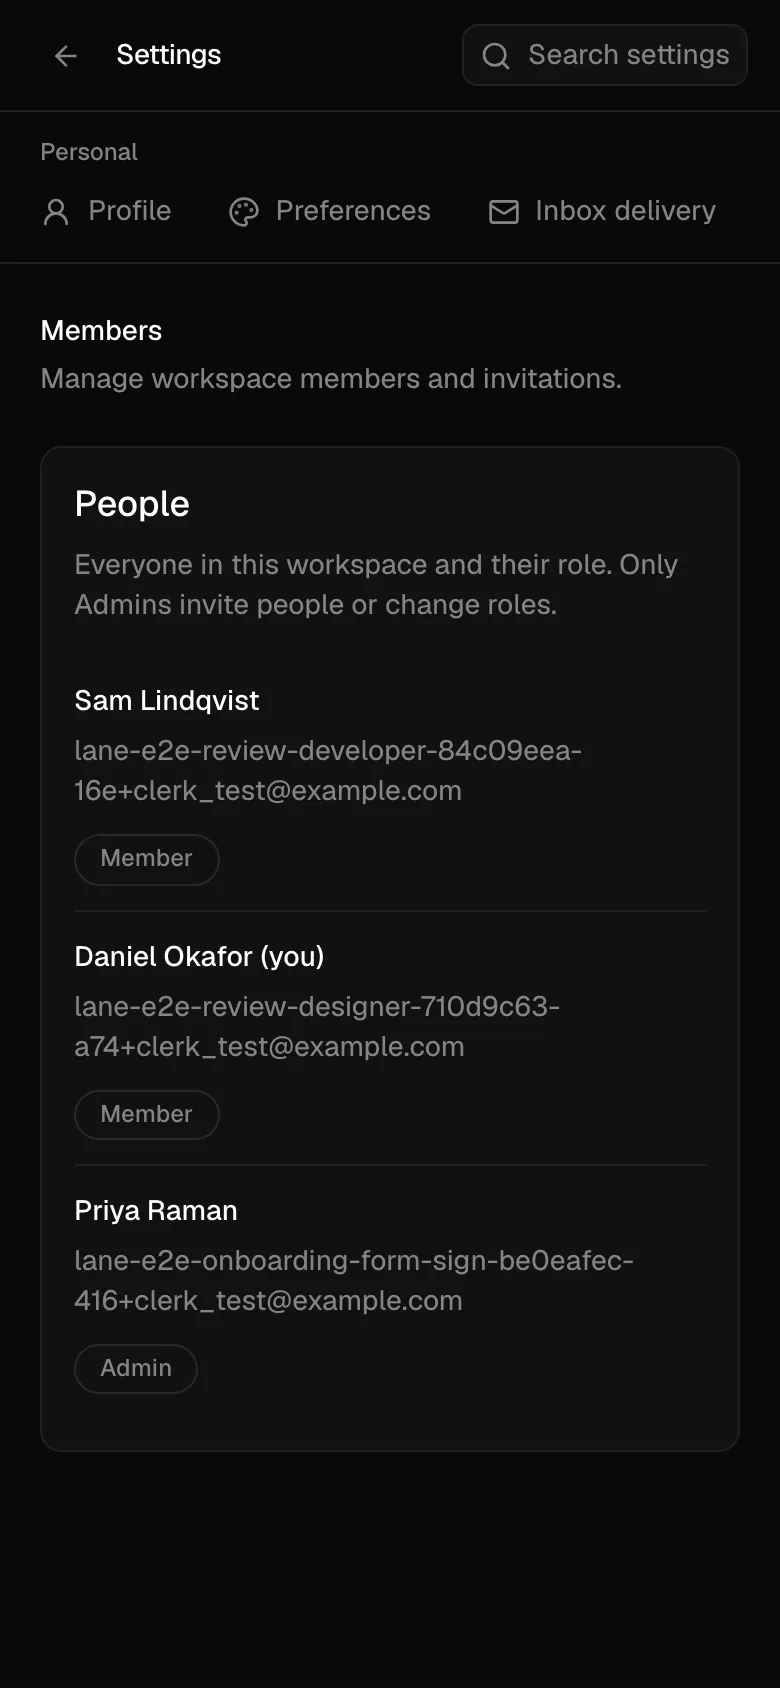 Settings
Search settings
Personal
Profile
Preferences
Inbox delivery
Members
Manage workspace members and invitations.
People
Everyone in this workspace and their role. Only
Admins invite people or change roles.
Sam Lindqvist
lane-e2e-review-developer-84c09eea-
16e+clerk_test@example.com
Member
Daniel Okafor (you)
lane-e2e-review-designer-710d9c63-
a74+clerk_test@example.com
Member
Priya Raman
lane-e2e-onboarding-form-sign-be0eafec-
416+clerk_test@example.com
Admin